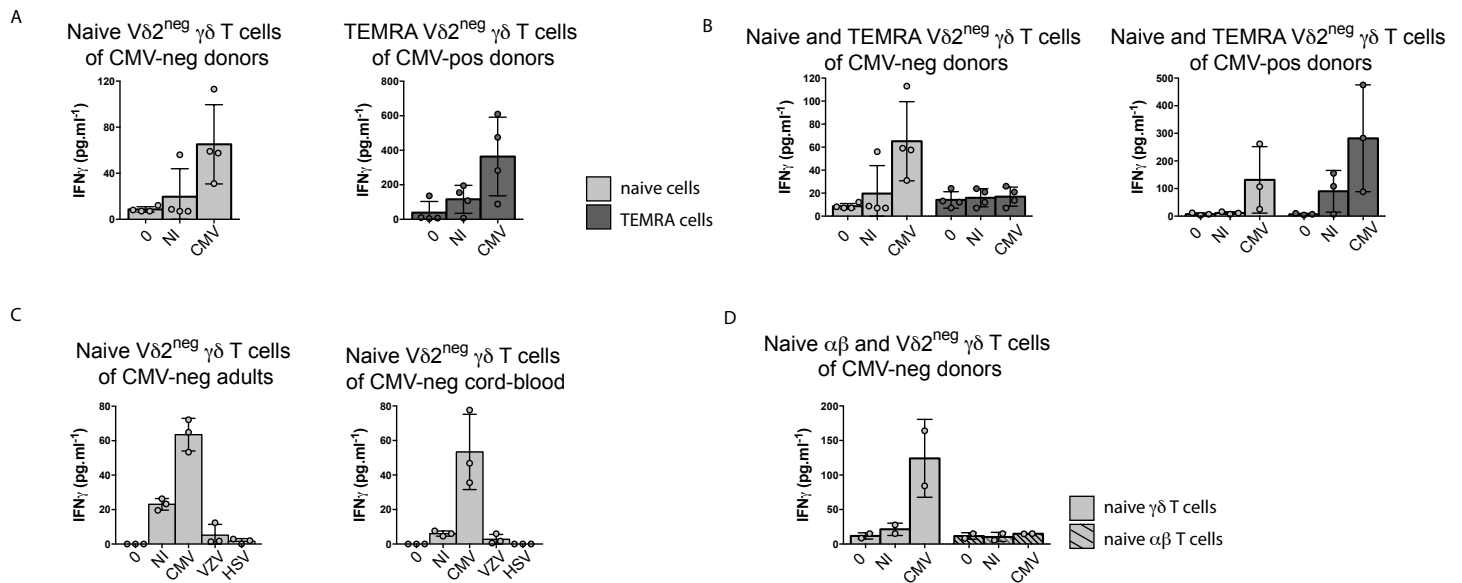 A
Naive Vδ2neg γδ T cells
of CMV-neg donors
IFNγ (pg.ml-1)
120
80
40
0
0
NI
CMV
TEMRA Vδ2neg γδ T cells
of CMV-pos donors
IFNγ (pg.ml-1)
800
600
400
200
0
0
NI
CMV
naive cells
TEMRA cells
B
Naive and TEMRA Vδ2neg γδ T cells
of CMV-neg donors
IFNγ (pg.ml-1)
120
100
80
60
40
20
0
0
NI
CMV
0
NI
CMV
Naive and TEMRA Vδ2neg γδ T cells
of CMV-pos donors
IFNγ (pg.ml-1)
500
400
300
200
100
0
0
NI
CMV
0
NI
CMV
C
Naive Vδ2neg γδ T cells
of CMV-neg adults
IFNγ (pg.ml-1)
80
60
40
20
0
0
NI
CMV
VZV
HSV
Naive Vδ2neg γδ T cells
of CMV-neg cord-blood
IFNγ (pg.ml-1)
80
60
40
20
0
0
NI
CMV
VZV
HSV
D
Naive αβ and Vδ2neg γδ T cells
of CMV-neg donors
IFNγ (pg.ml-1)
200
150
100
50
0
0
NI
CMV
0
NI
CMV
naive γδ T cells
naive αβ T cells